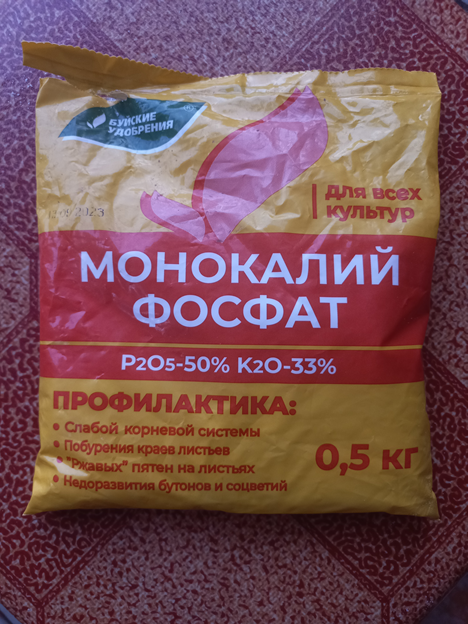 БУЙСКИЕ
УДОБРЕНИЯ
для всех
культур
МОНОКАЛИЙ
ФОСФАТ
P2O5-50% K2O-33%
ПРОФИЛАКТИКА:
• Слабой корневой системы
• Побурения краев листьев
• "Ржавых" пятен на листьях
• Недоразвития бутонов и соцветий
0,5 кг